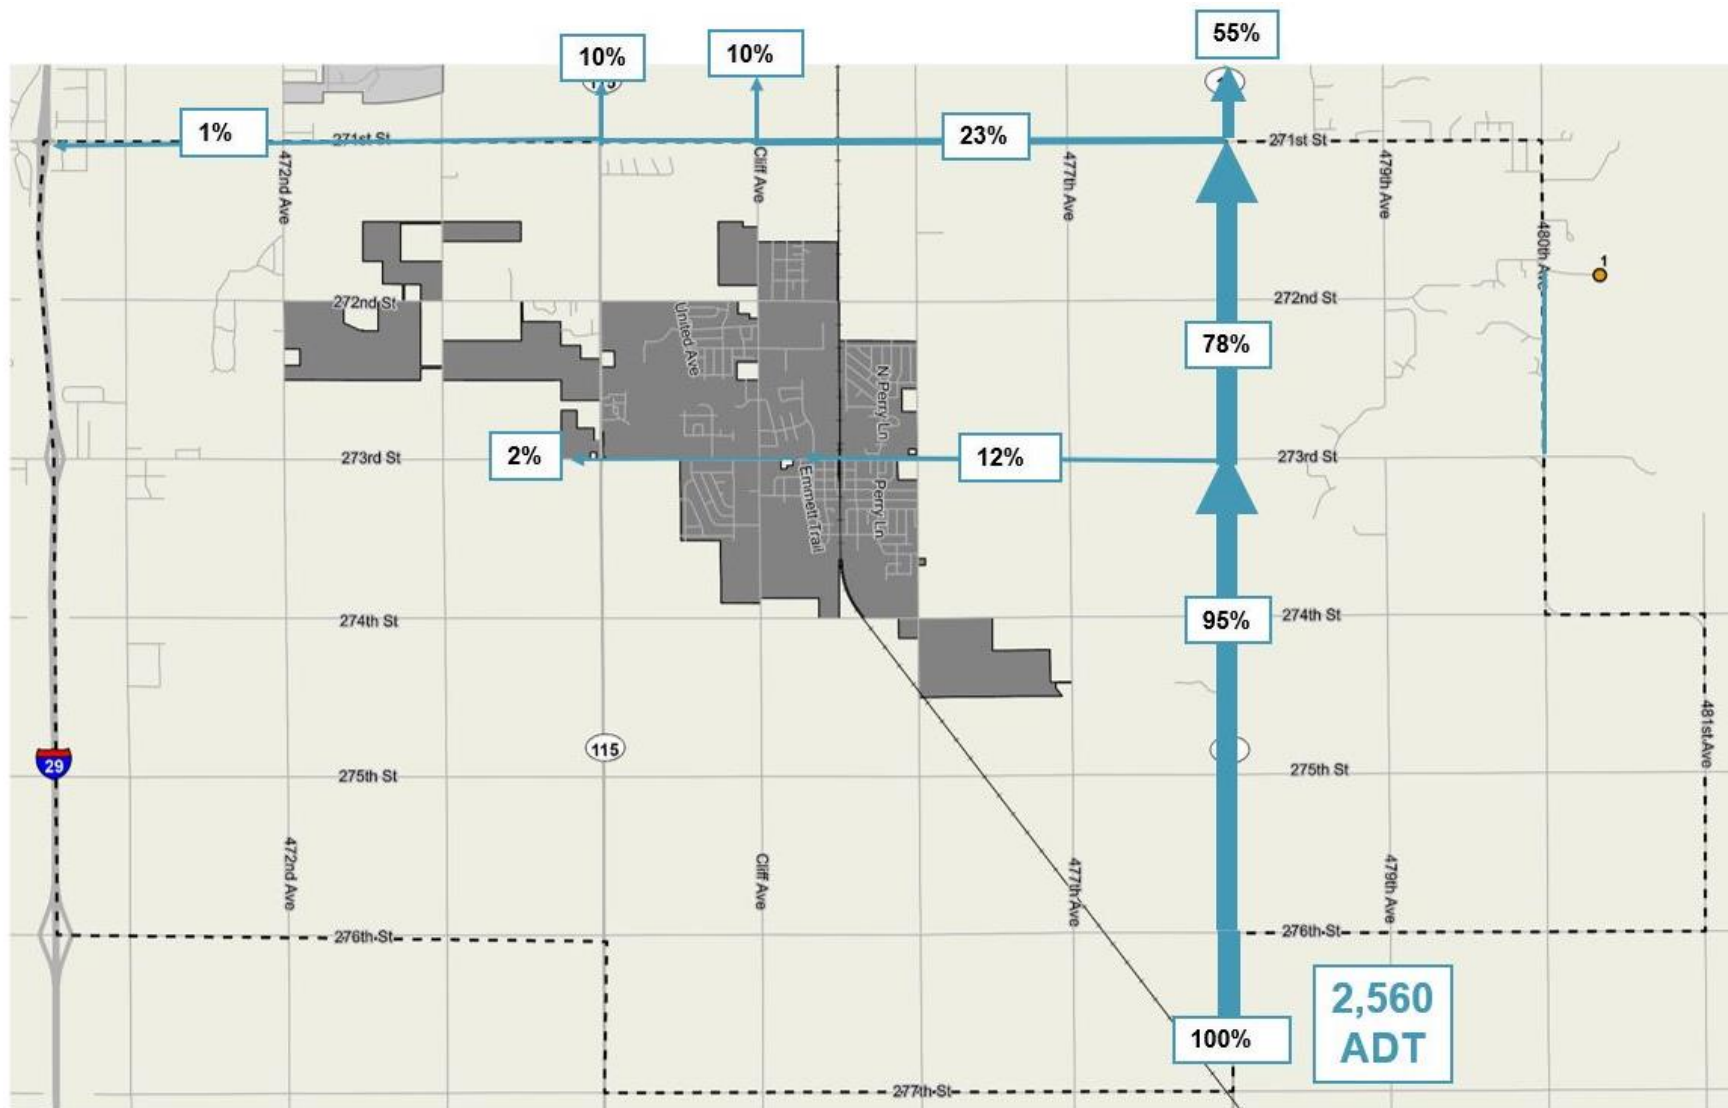 55%
10%
10%
1%
271st St
23%
271st St
472nd Ave
Cliff Ave
477th Ave
479th Ave
480th Ave
1
272nd St
272nd St
United Ave
78%
N Perry Ln
273rd St
2%
12%
273rd St
Emmett Trail
Perry Ln
274th St
95%
274th St
481st Ave
115
29
275th St
275th St
472nd Ave
Cliff Ave
477th Ave
479th Ave
276th St
276th St
2,560
ADT
100%
277th St